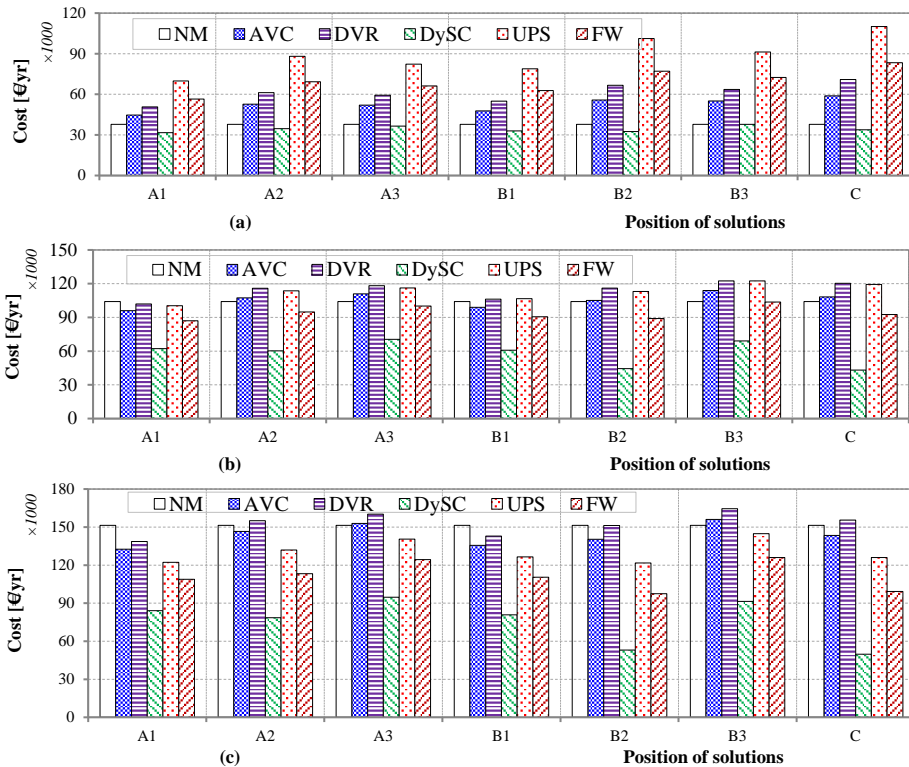 120
90
60
30
0
Cost [€/yr]
×1000
NM AVC DVR DySC UPS FW
A1 A2 A3 B1 B2 B3 C
(a) Position of solutions
150
120
90
60
30
0
Cost [€/yr]
×1000
NM AVC DVR DySC UPS FW
A1 A2 A3 B1 B2 B3 C
(b) Position of solutions
180
150
120
90
60
30
0
Cost [€/yr]
×1000
NM AVC DVR DySC UPS FW
A1 A2 A3 B1 B2 B3 C
(c) Position of solutions